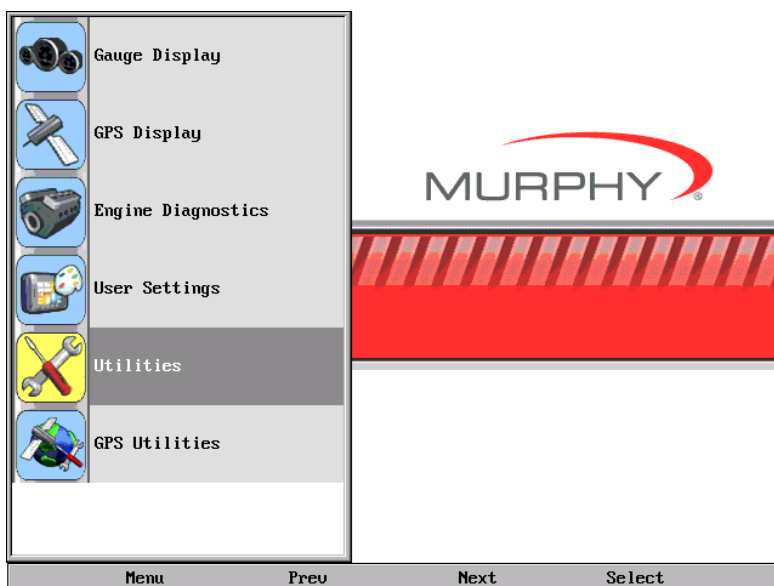 Gauge Display
GPS Display
MURPHY®
Engine Diagnostics
User Settings
Utilities
GPS Utilities
Menu Prev Next Select